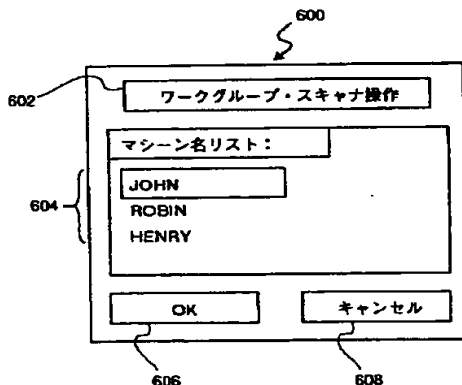 600
602
ワークグループ・スキャナ操作
マシーン名リスト:
JOHN
604
ROBIN
HENRY
OK
キャンセル
606
608